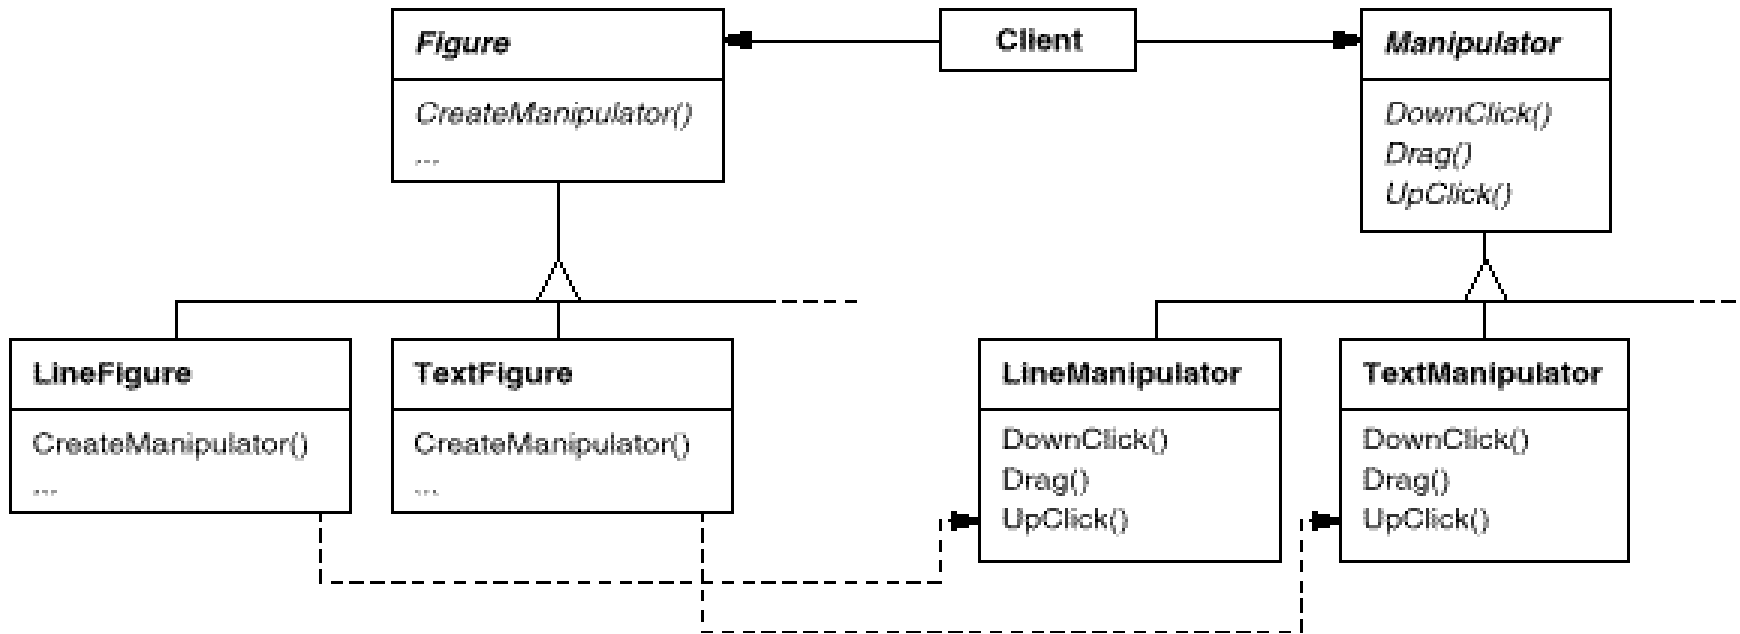 Figure
CreateManipulator()
...
Client
Manipulator
DownClick()
Drag()
UpClick()
LineFigure
CreateManipulator()
...
TextFigure
CreateManipulator()
...
LineManipulator
DownClick()
Drag()
UpClick()
TextManipulator
DownClick()
Drag()
UpClick()